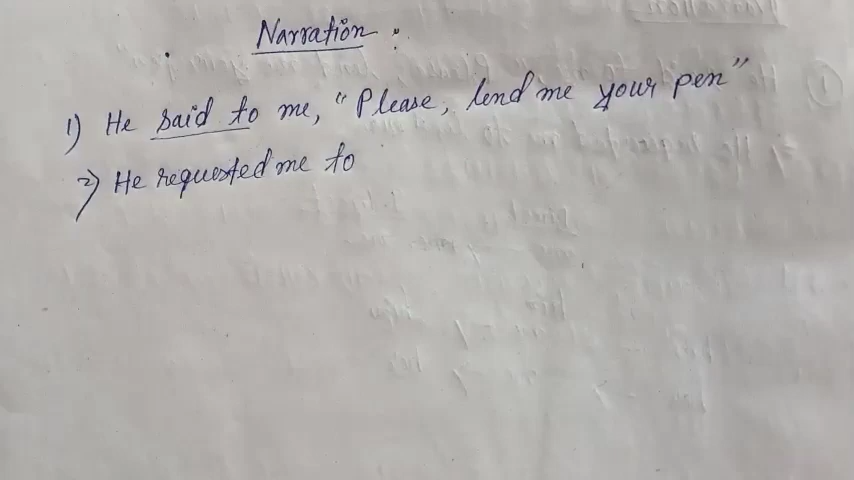 Narration :
1) He said to me, "Please, lend me your pen"
2) He requested me to